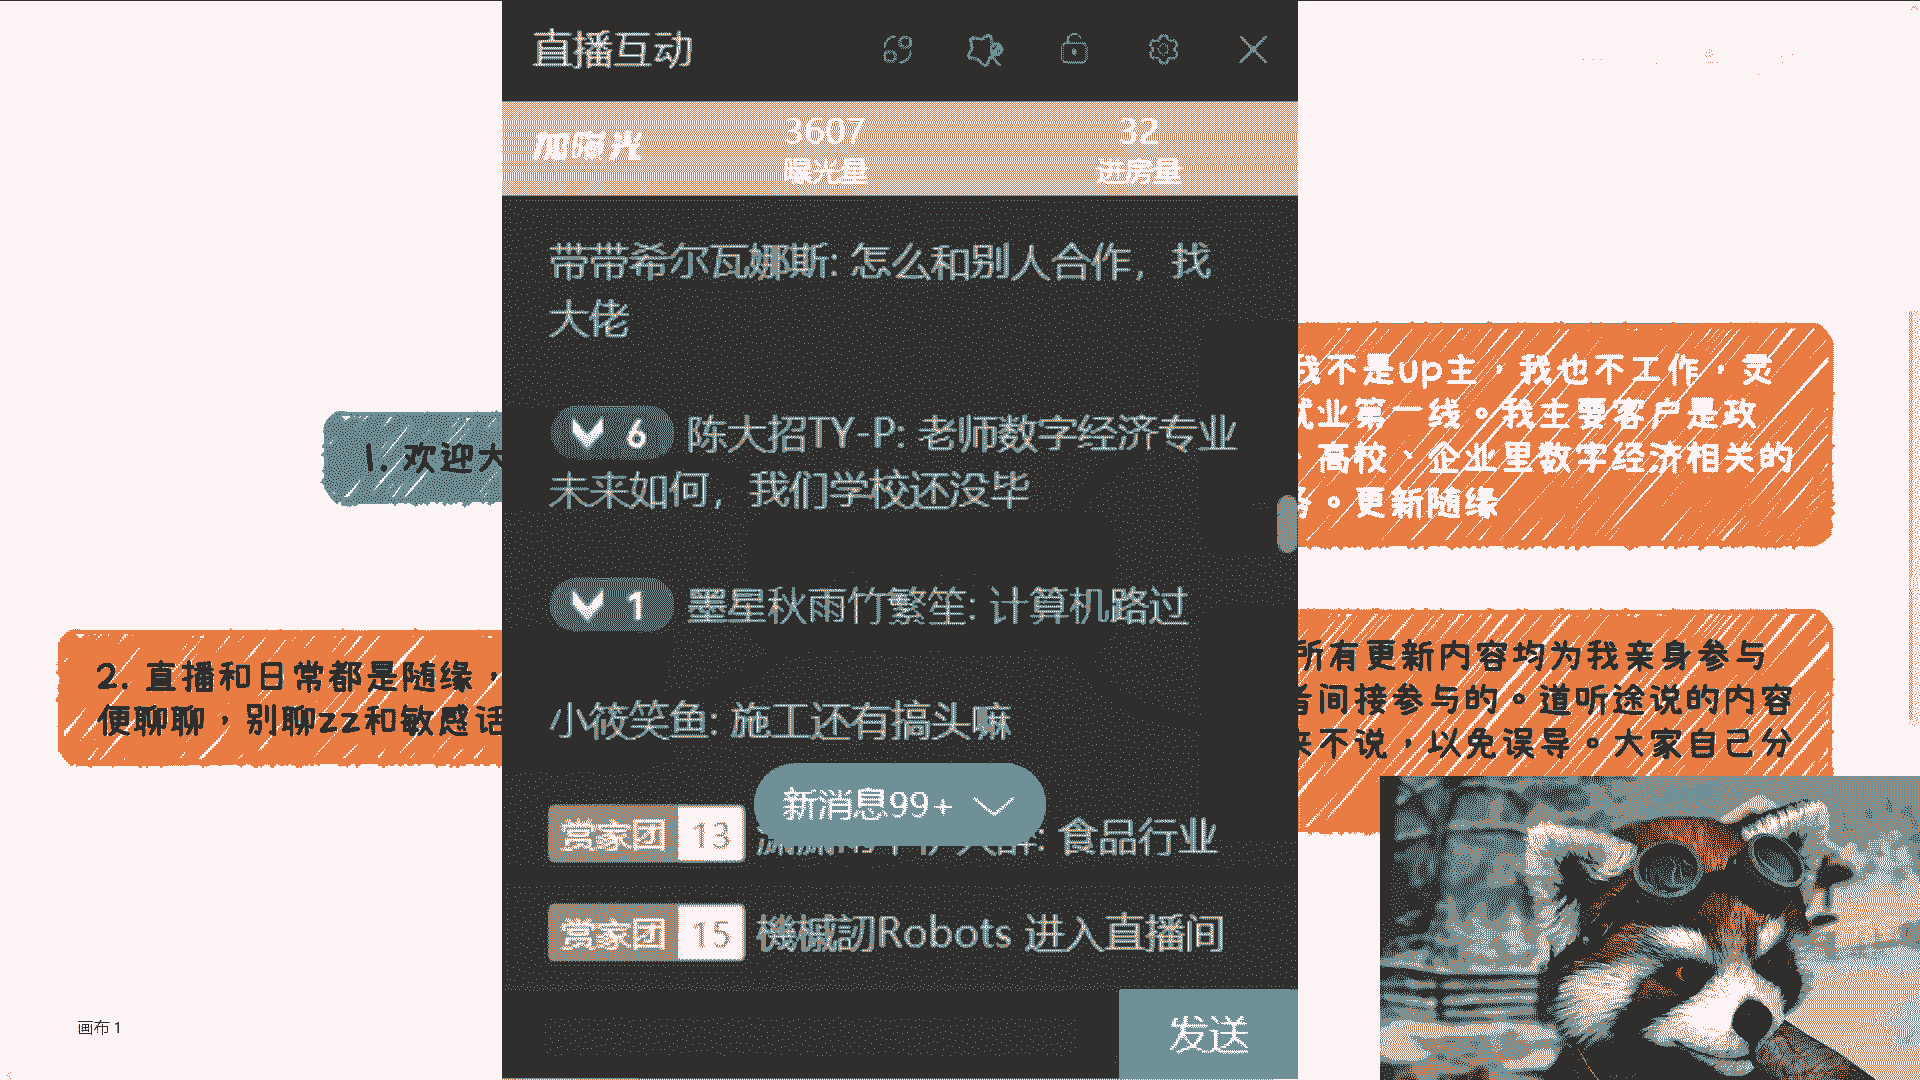 直播互动
加曝光
3607
32
曝光量
进房量
带带希尔瓦娜斯: 怎么和别人合作，找
大佬
6 陈大招TY-P: 老师数字经济专业
未来如何，我们学校还没毕
1 墨星秋雨竹繁笙: 计算机路过
小筱笑鱼: 施工还有搞头嘛
新消息99+
赏家团 13 : 食品行业
赏家团 15 機械訒Robots 进入直播间
发送
1. 欢迎大
2. 直播和日常都是随缘，
便聊聊，别聊zz和敏感话
我不是up主，我也不工作，灵
就业第一线。我主要客户是政
、高校、企业里数字经济相关的
务。更新随缘
所有更新内容均为我亲身参与
者间接参与的。道听途说的内容
来不说，以免误导。大家自己分
画布 1